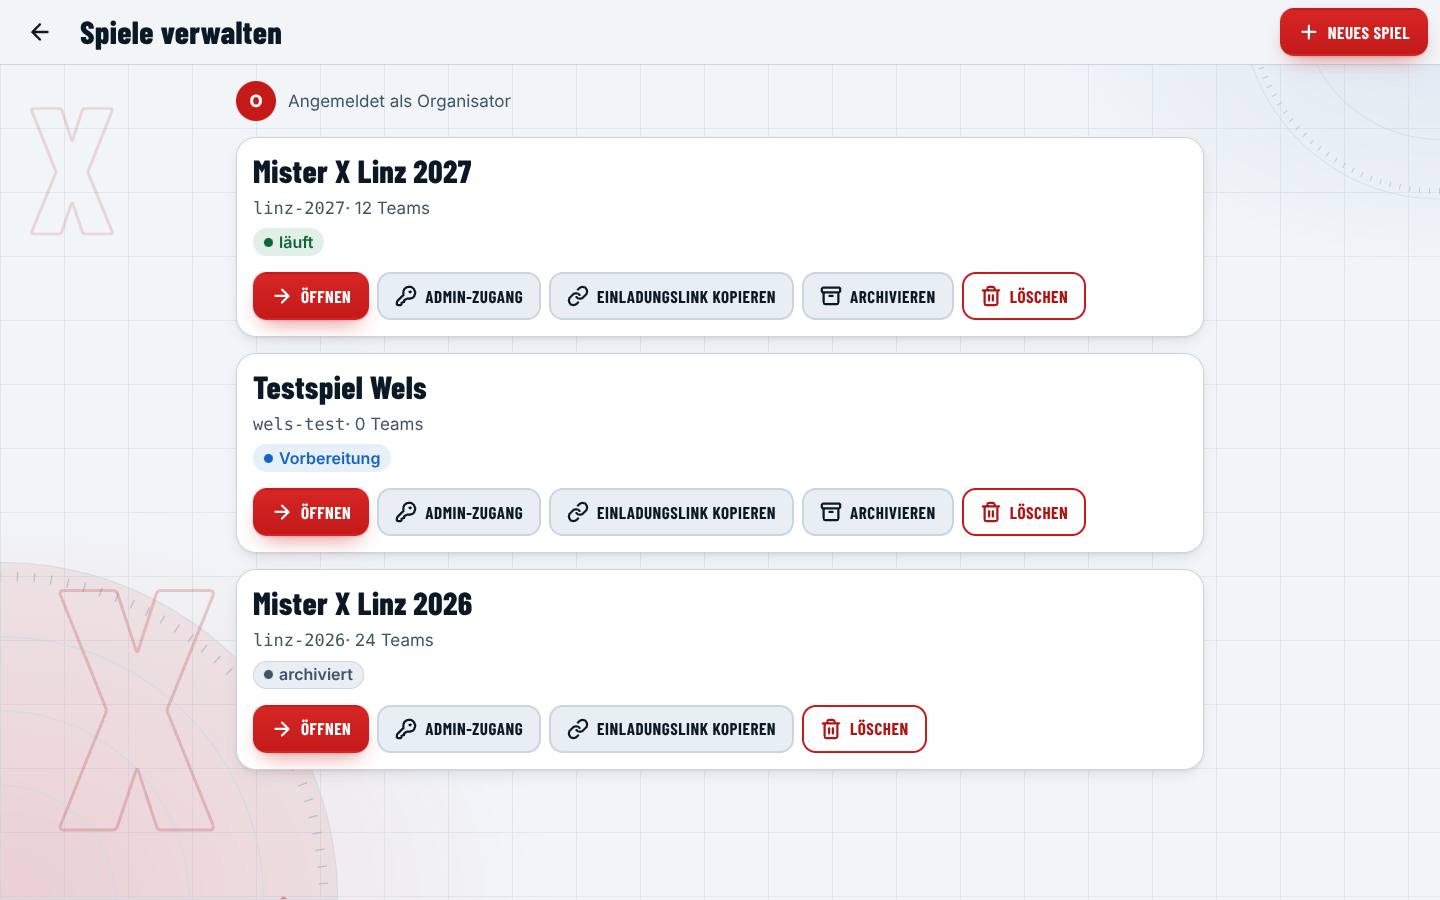 Spiele verwalten
NEUES SPIEL
O Angemeldet als Organisator
Mister X Linz 2027
linz-2027· 12 Teams
läuft
ÖFFNEN ADMIN-ZUGANG EINLADUNGSLINK KOPIEREN ARCHIVIEREN LÖSCHEN
Testspiel Wels
wels-test· 0 Teams
Vorbereitung
ÖFFNEN ADMIN-ZUGANG EINLADUNGSLINK KOPIEREN ARCHIVIEREN LÖSCHEN
Mister X Linz 2026
linz-2026· 24 Teams
archiviert
ÖFFNEN ADMIN-ZUGANG EINLADUNGSLINK KOPIEREN LÖSCHEN
X
X